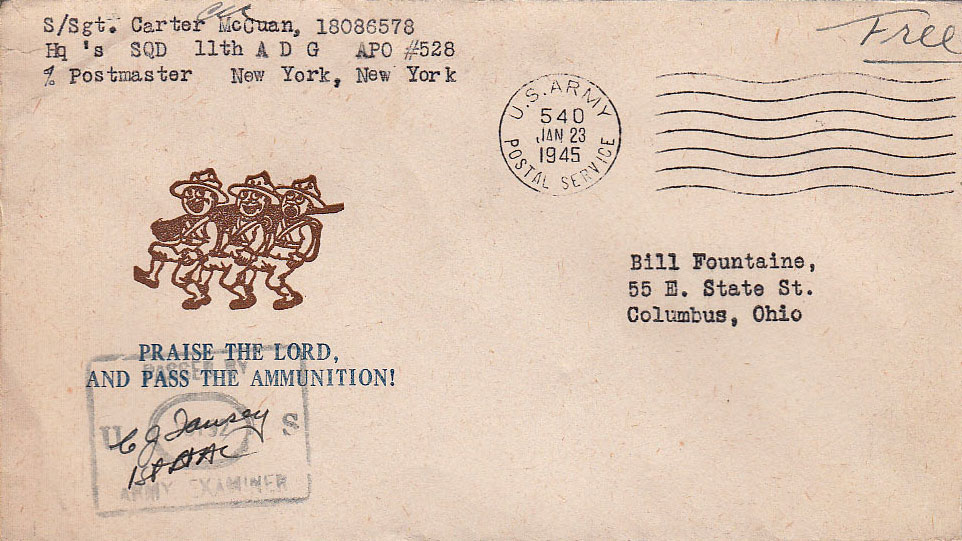 S/Sgt. Carter McCuan, 18086578
Hq 's SQD 11th A D G APO #528
% Postmaster New York, New York
Free
U.S. ARMY
540
JAN 23
1945
POSTAL SERVICE
Bill Fountaine,
55 E. State St.
Columbus, Ohio
PRAISE THE LORD,
AND PASS THE AMMUNITION!
PASSED BY
U S
ARMY EXAMINER